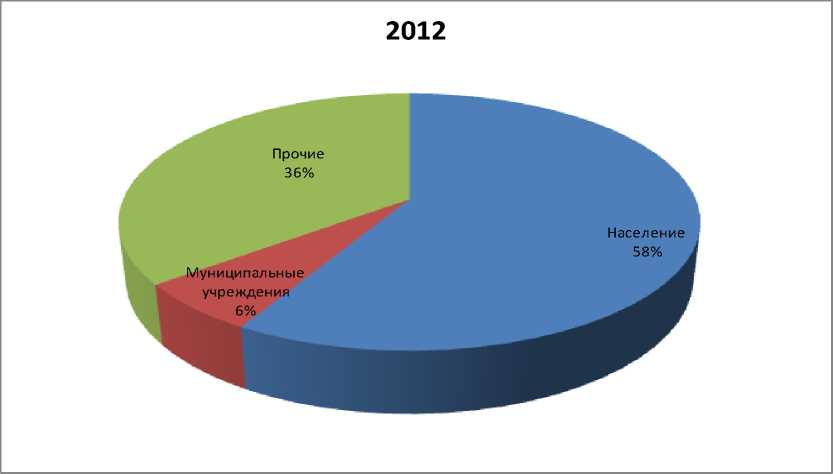 2012
Прочие
36%
Население
58%
Муниципальные
учреждения
6%